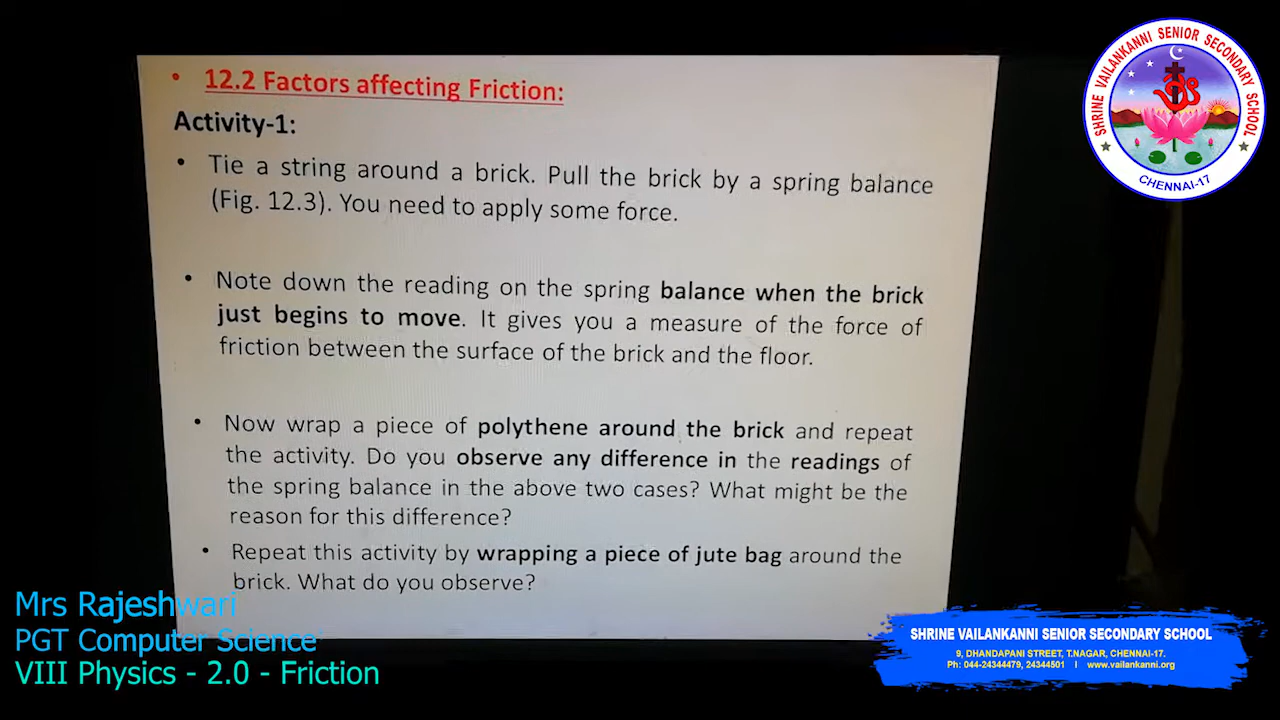 • 12.2 Factors affecting Friction:
Activity-1:
• Tie a string around a brick. Pull the brick by a spring balance
(Fig. 12.3). You need to apply some force.
• Note down the reading on the spring balance when the brick
just begins to move. It gives you a measure of the force of
friction between the surface of the brick and the floor.
• Now wrap a piece of polythene around the brick and repeat
the activity. Do you observe any difference in the readings of
the spring balance in the above two cases? What might be the
reason for this difference?
• Repeat this activity by wrapping a piece of jute bag around the
brick. What do you observe?
SHRINE VAILANKANNI SENIOR SECONDARY SCHOOL
CHENNAI-17
Mrs Rajeshwari
PGT Computer Science
VIII Physics - 2.0 - Friction
SHRINE VAILANKANNI SENIOR SECONDARY SCHOOL
9, DHANDAPANI STREET, T.NAGAR, CHENNAI-17.
Ph: 044-24344479, 24344501 I www.vailankanni.org